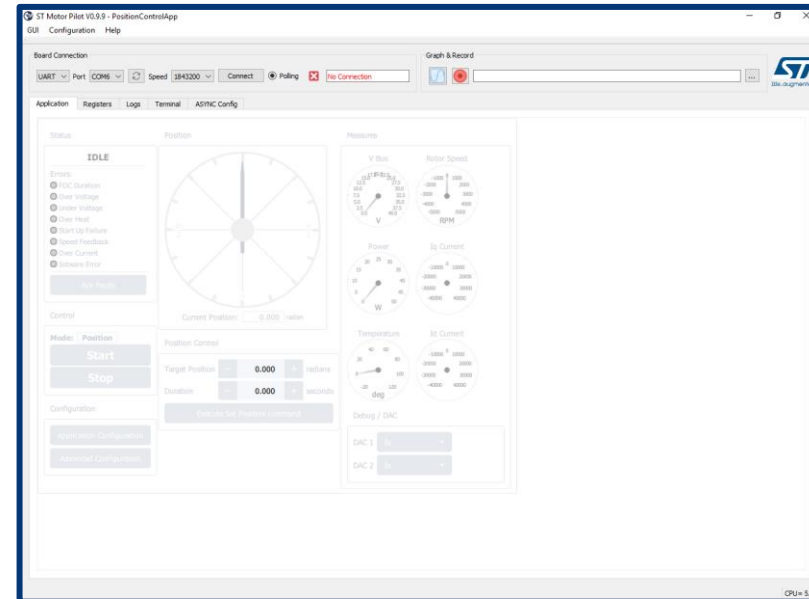 ST Motor Pilot V0.9.9 - PositionControlApp
GUI Configuration Help
Board Connection
UART Port COM6 Speed 1843200 Connect Polling No Connection
Graph & Record
...
Application Registers Logs Terminal ASYNC Config
Status
IDLE
Errors:
FOC Duration
Over Voltage
Under Voltage
Over Heat
Start Up Failure
Speed Feedback
Over Current
Software Error
Control
Mode: Position
Start
Stop
Configuration
Application Configuration
Advanced Configuration
Position
Current Position: 0.000 radian
Position Control
Target Position - 0.000 + radians
Duration - 0.000 + seconds
Execute Set Position command
Measures
V Bus
V
Rotor Speed
RPM
Power
W
Iq Current
Temperature
deg
Debug / DAC
DAC 1
DAC 2
CPU=